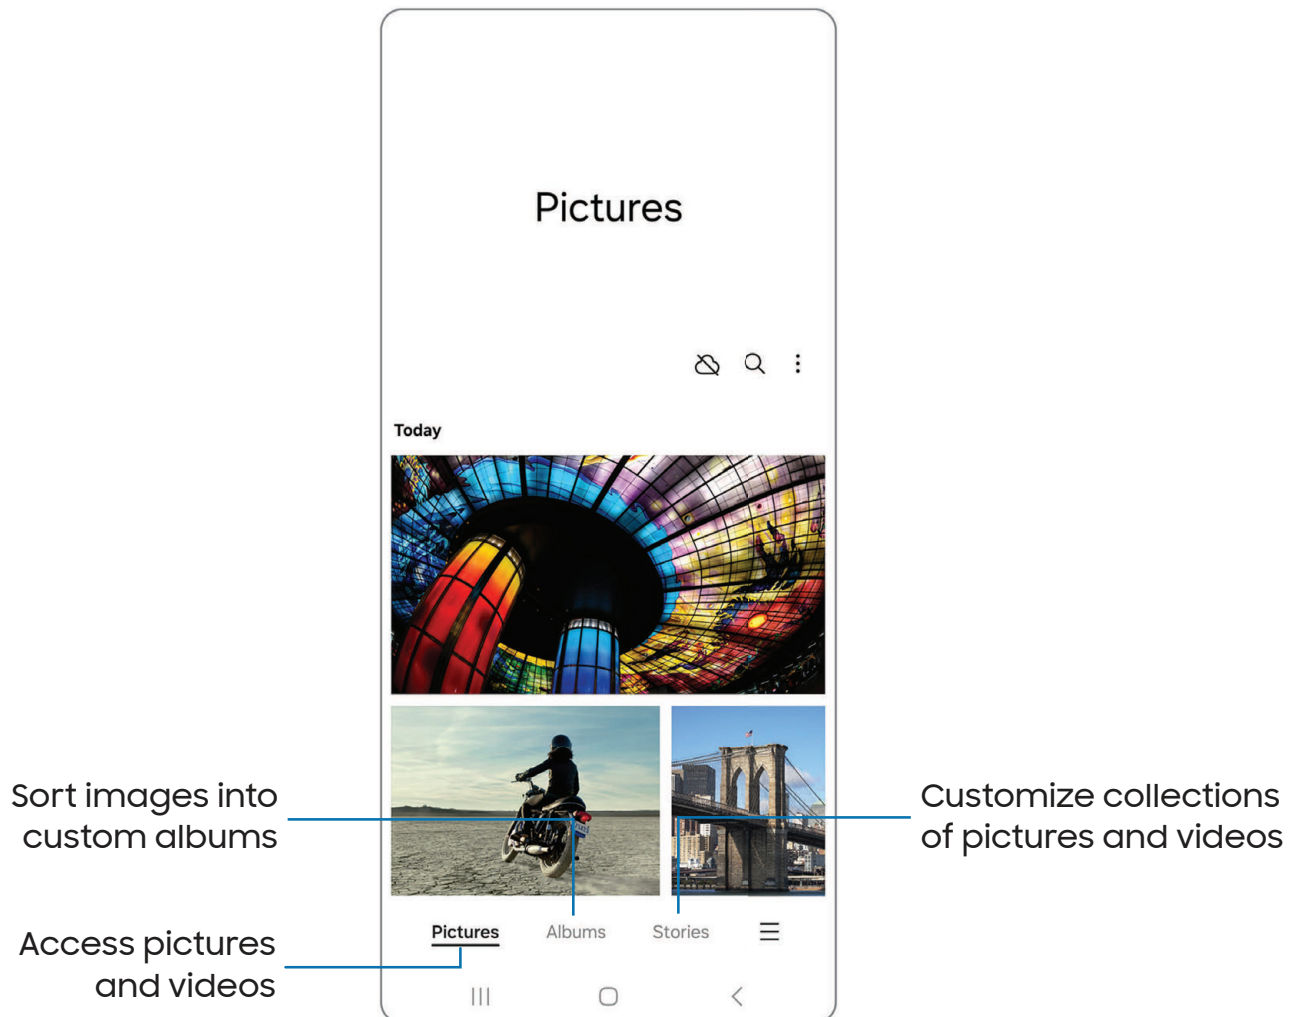 Pictures
Today
Sort images into
custom albums
Customize collections
of pictures and videos
Pictures
Albums
Stories
Access pictures
and videos